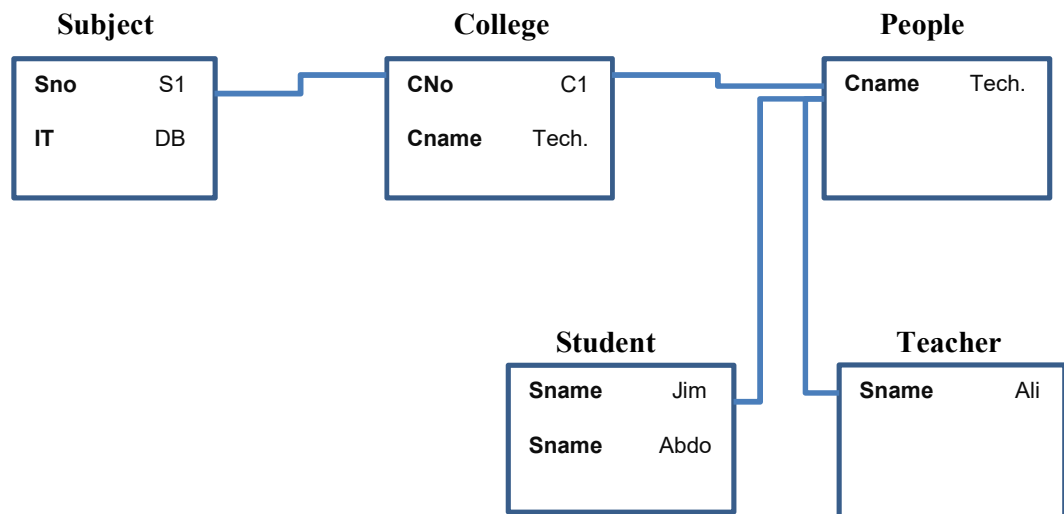 Subject
College
People
Sno S1
IT DB
CNo C1
Cname Tech.
Cname Tech.
Student
Teacher
Sname Jim
Sname Abdo
Sname Ali